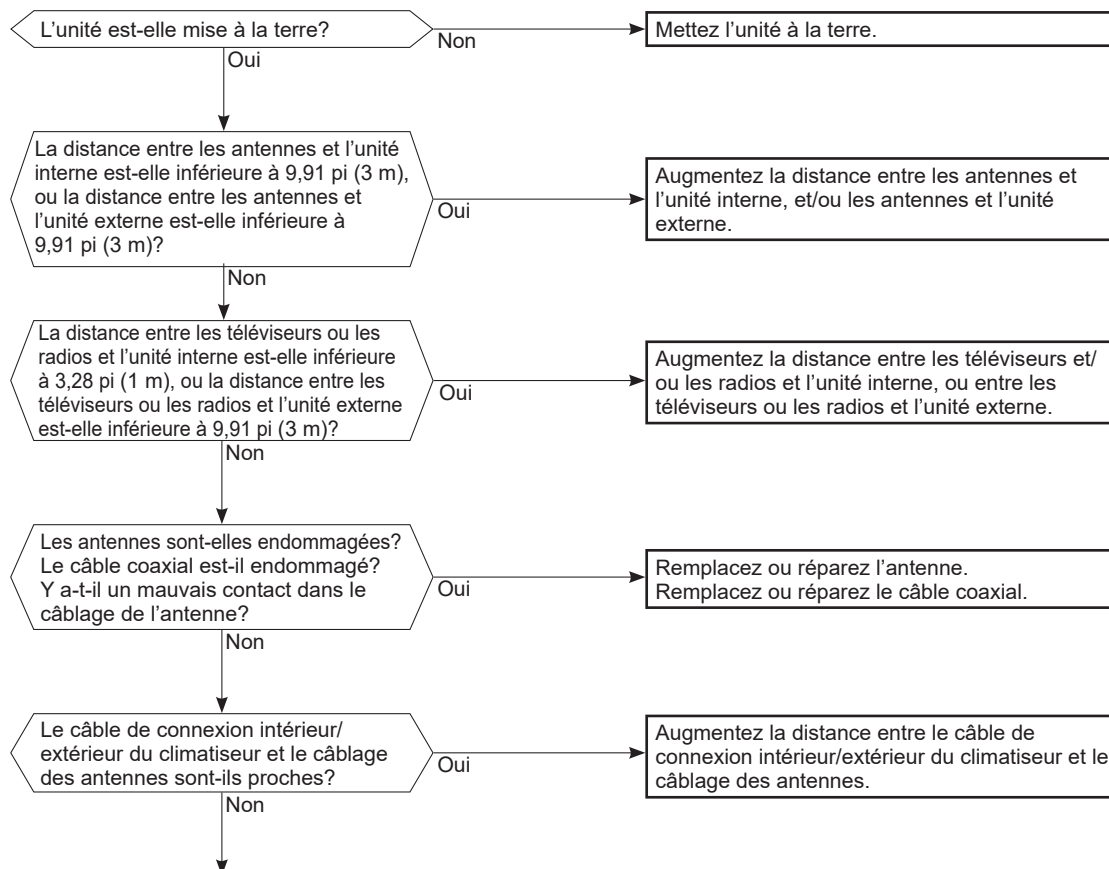 L’unité est-elle mise à la terre?
Non
Mettez l’unité à la terre.
Oui
La distance entre les antennes et l’unité
interne est-elle inférieure à 9,91 pi (3 m),
ou la distance entre les antennes et
l’unité externe est-elle inférieure à
9,91 pi (3 m)?
Oui
Augmentez la distance entre les antennes et
l’unité interne, et/ou les antennes et l’unité
externe.
Non
La distance entre les téléviseurs ou les
radios et l’unité interne est-elle inférieure
à 3,28 pi (1 m), ou la distance entre les
téléviseurs ou les radios et l’unité externe
est-elle inférieure à 9,91 pi (3 m)?
Oui
Augmentez la distance entre les téléviseurs et/
ou les radios et l’unité interne, ou entre les
téléviseurs ou les radios et l’unité externe.
Non
Les antennes sont-elles endommagées?
Le câble coaxial est-il endommagé?
Y a-t-il un mauvais contact dans le
câblage de l’antenne?
Oui
Remplacez ou réparez l’antenne.
Remplacez ou réparez le câble coaxial.
Non
Le câble de connexion intérieur/
extérieur du climatiseur et le câblage
des antennes sont-ils proches?
Oui
Augmentez la distance entre le câble de
connexion intérieur/extérieur du climatiseur et le
câblage des antennes.
Non